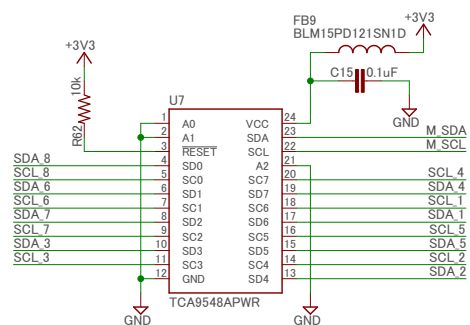 FB9
BLM15PD121SN1D
+3V3
+3V3
C15 0.1uF
10k
R62
GND
U7
1 A0 VCC 24
2 A1 SDA 23 M_SDA
3 RESET SCL 22 M_SCL
SDA_8 4 SD0 A2 21
SCL_8 5 SC0 SC7 20 SCL_4
SDA_6 6 SD1 SD7 19 SDA_4
SCL_6 7 SC1 SC6 18 SCL_1
SDA_7 8 SD2 SD6 17 SDA_1
SCL_7 9 SC2 SC5 16 SCL_5
SDA_3 10 SD3 SD5 15 SDA_5
SCL_3 11 SC3 SC4 14 SCL_2
12 GND SD4 13 SDA_2
TCA9548APWR
GND
GND